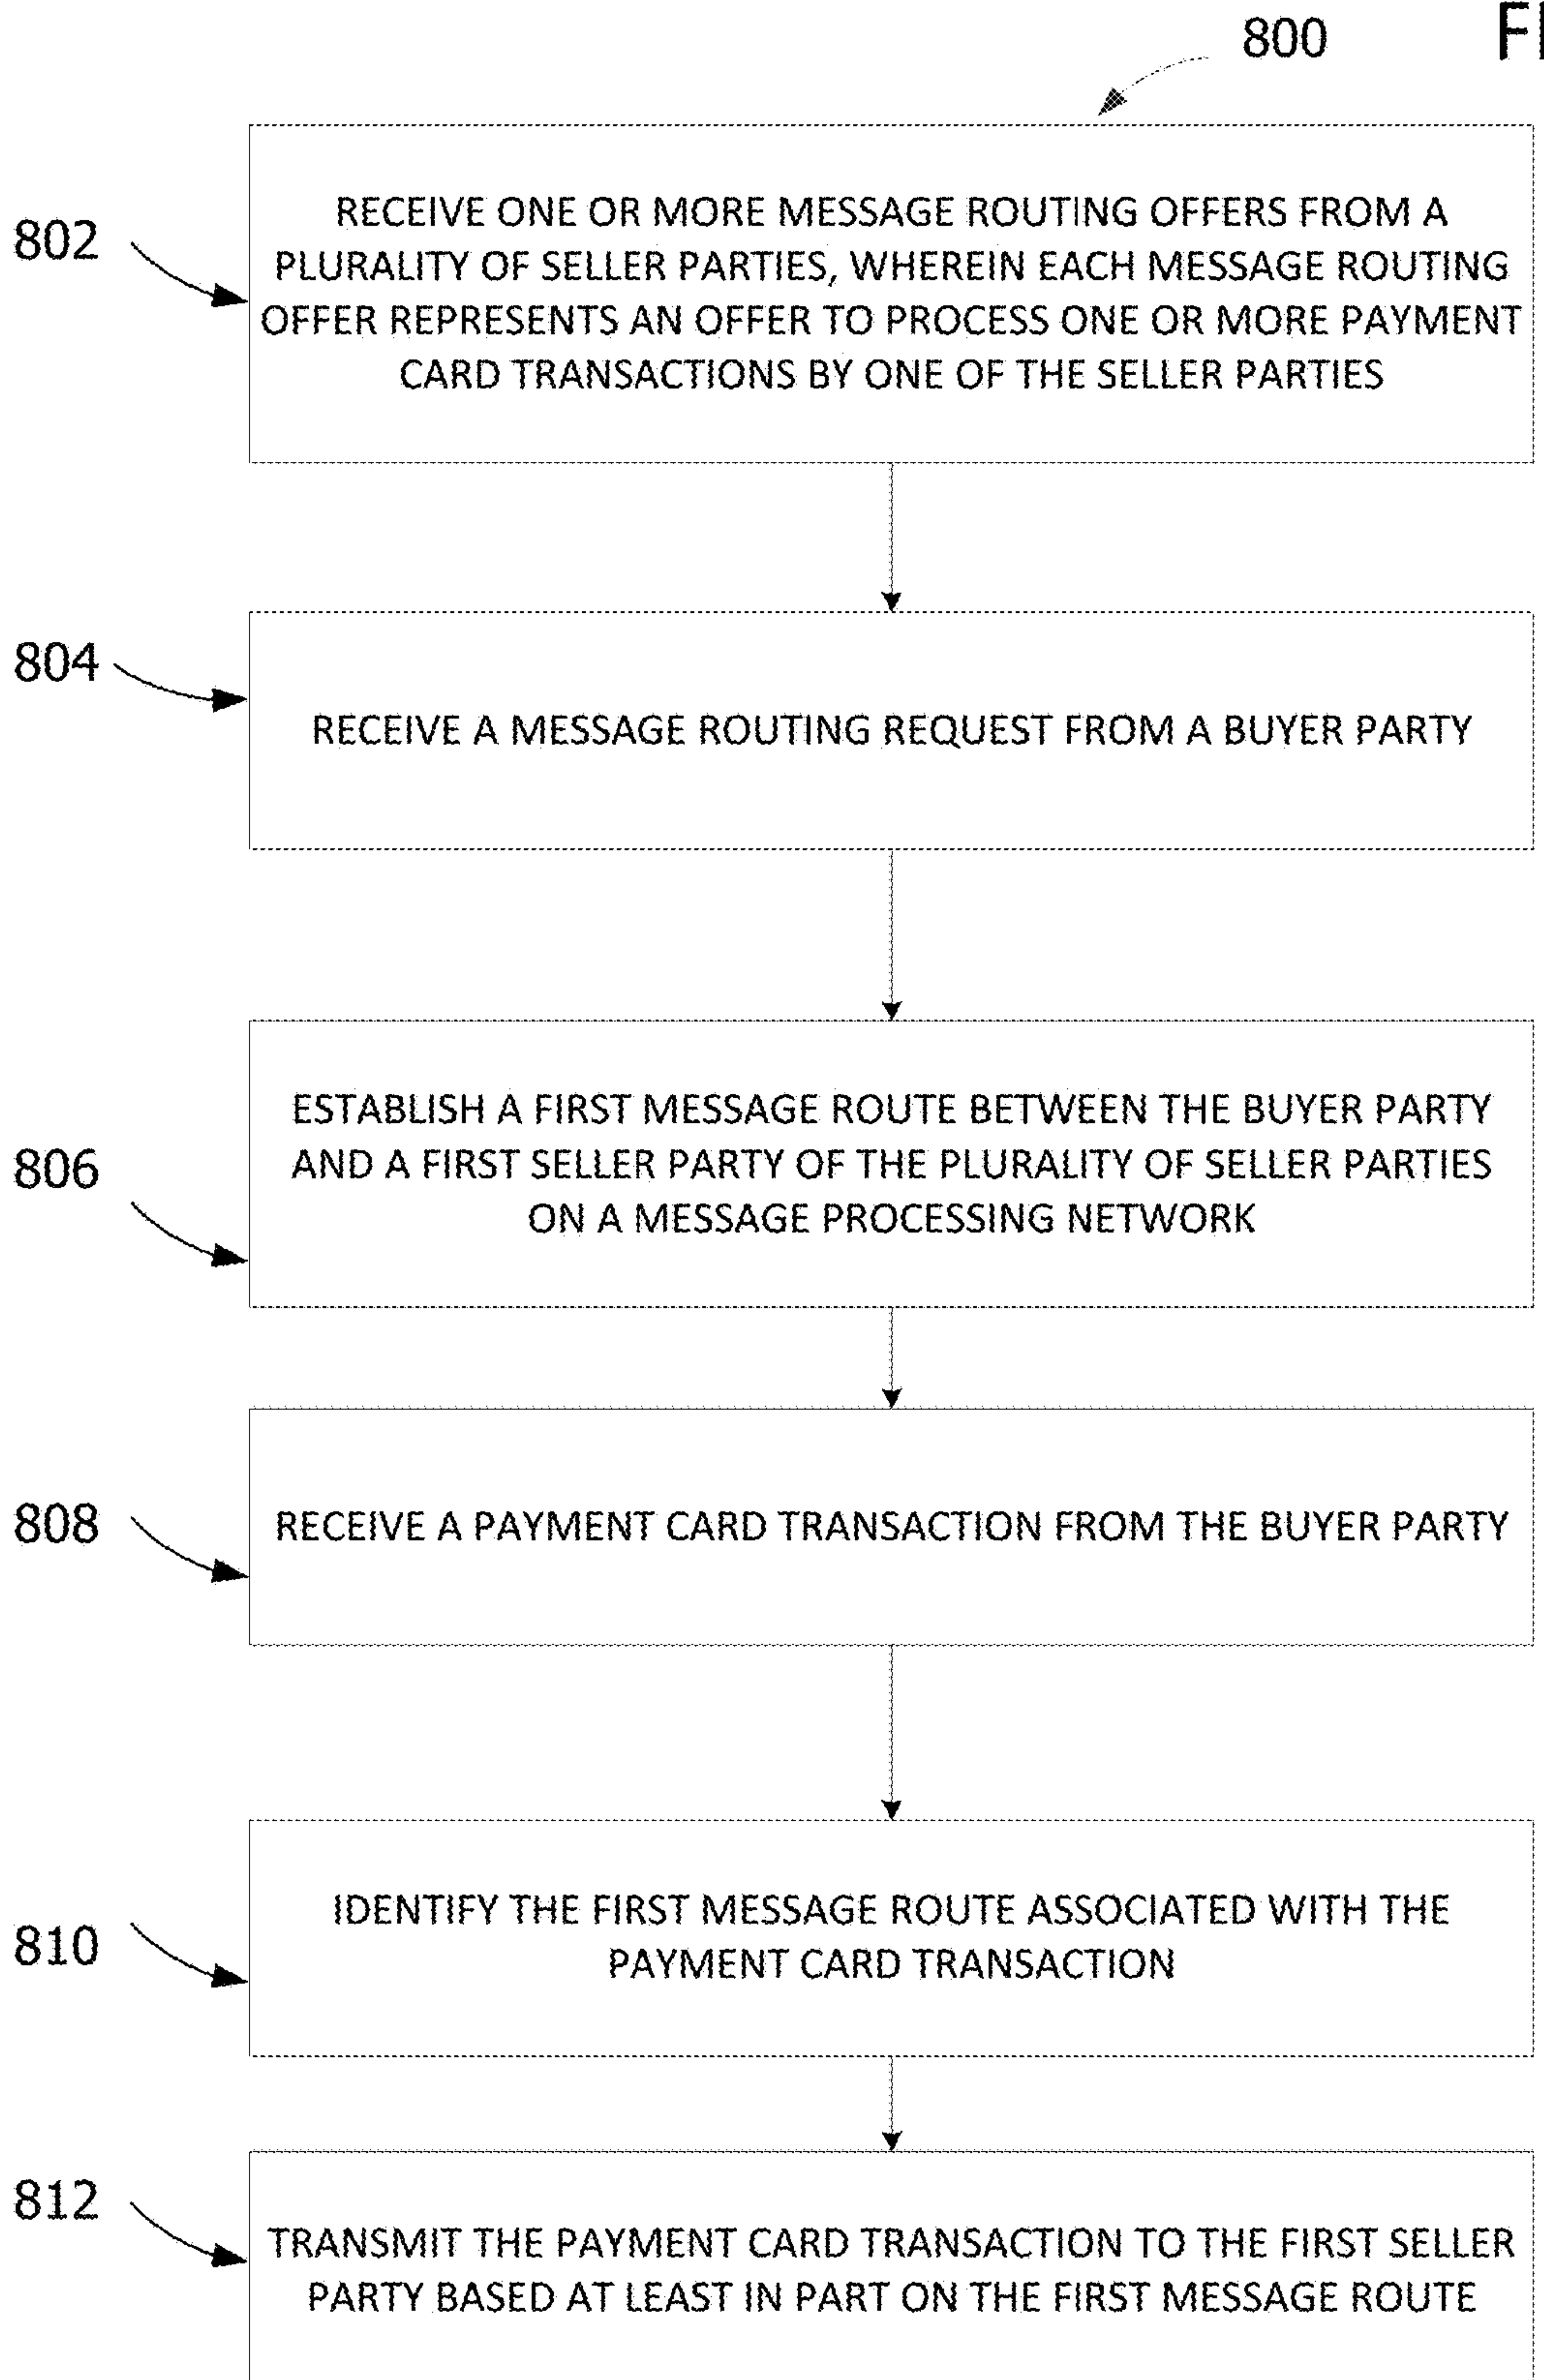 800
802
RECEIVE ONE OR MORE MESSAGE ROUTING OFFERS FROM A
PLURALITY OF SELLER PARTIES, WHEREIN EACH MESSAGE ROUTING
OFFER REPRESENTS AN OFFER TO PROCESS ONE OR MORE PAYMENT
CARD TRANSACTIONS BY ONE OF THE SELLER PARTIES
804
RECEIVE A MESSAGE ROUTING REQUEST FROM A BUYER PARTY
806
ESTABLISH A FIRST MESSAGE ROUTE BETWEEN THE BUYER PARTY
AND A FIRST SELLER PARTY OF THE PLURALITY OF SELLER PARTIES
ON A MESSAGE PROCESSING NETWORK
808
RECEIVE A PAYMENT CARD TRANSACTION FROM THE BUYER PARTY
810
IDENTIFY THE FIRST MESSAGE ROUTE ASSOCIATED WITH THE
PAYMENT CARD TRANSACTION
812
TRANSMIT THE PAYMENT CARD TRANSACTION TO THE FIRST SELLER
PARTY BASED AT LEAST IN PART ON THE FIRST MESSAGE ROUTE